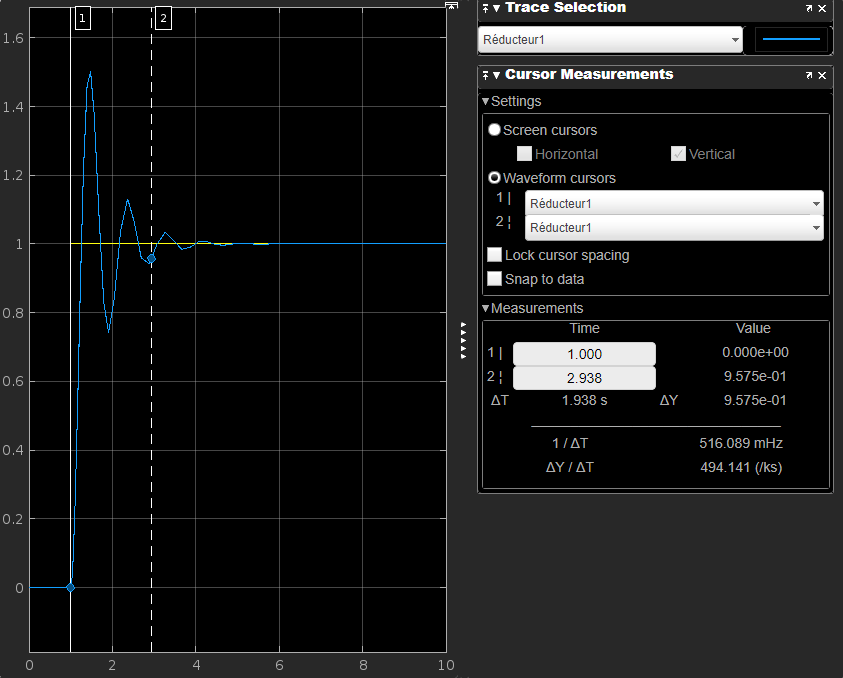 1
2
1.6
1.4
1.2
1
0.8
0.6
0.4
0.2
0
0 2 4 6 8 10
Trace Selection
Réducteur1
Cursor Measurements
Settings
Screen cursors
Horizontal Vertical
Waveform cursors
1 | Réducteur1
2 ¦ Réducteur1
Lock cursor spacing
Snap to data
Measurements
Time Value
1 | 1.000 0.000e+00
2 ¦ 2.938 9.575e-01
ΔT 1.938 s ΔY 9.575e-01
1 / ΔT 516.089 mHz
ΔY / ΔT 494.141 (/ks)